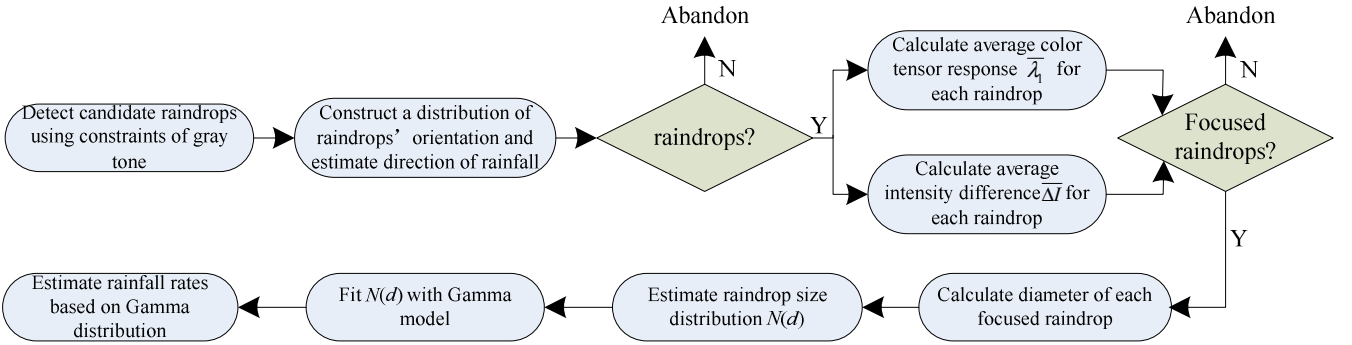 Detect candidate raindrops
using constraints of gray
tone
Construct a distribution of
raindrops’ orientation and
estimate direction of rainfall
Abandon
N
raindrops?
Y
Calculate average color
tensor response λ̅₁ for
each raindrop
Calculate average
intensity difference Δ̅I̅ for
each raindrop
Abandon
N
Focused
raindrops?
Y
Calculate diameter of each
focused raindrop
Estimate raindrop size
distribution N(d)
Fit N(d) with Gamma
model
Estimate rainfall rates
based on Gamma
distribution